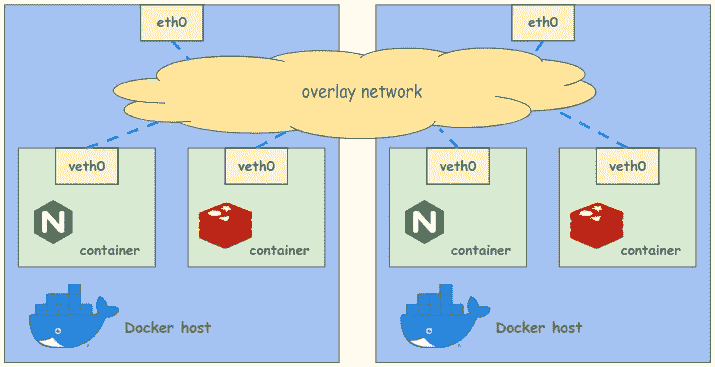 eth0
eth0
overlay network
veth0
veth0
veth0
veth0
N
container
container
N
container
container
Docker host
Docker host